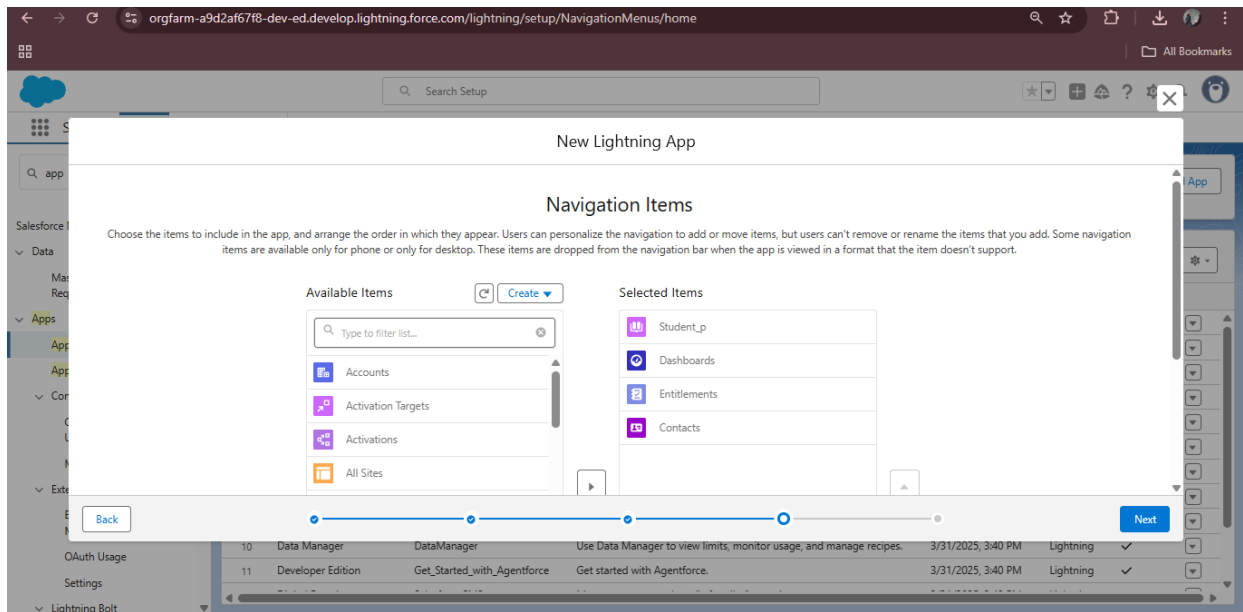 orgfarm-a9d2af67f8-dev-ed.develop.lightning.force.com/lightning/setup/NavigationMenus/home
All Bookmarks
Search Setup
New Lightning App
app
App
Navigation Items
Salesforce
Choose the items to include in the app, and arrange the order in which they appear. Users can personalize the navigation to add or move items, but users can't remove or rename the items that you add. Some navigation
items are available only for phone or only for desktop. These items are dropped from the navigation bar when the app is viewed in a format that the item doesn't support.
Data
Available Items
Create
Selected Items
Apps
Type to filter list...
Student_p
Accounts
Dashboards
Activation Targets
Entitlements
Activations
Contacts
All Sites
Back
Next
10 Data Manager DataManager Use Data Manager to view limits, monitor usage, and manage recipes. 3/31/2025, 3:40 PM Lightning
OAuth Usage
11 Developer Edition Get_Started_with_Agentforce Get started with Agentforce. 3/31/2025, 3:40 PM Lightning
Settings
Lightning Bolt